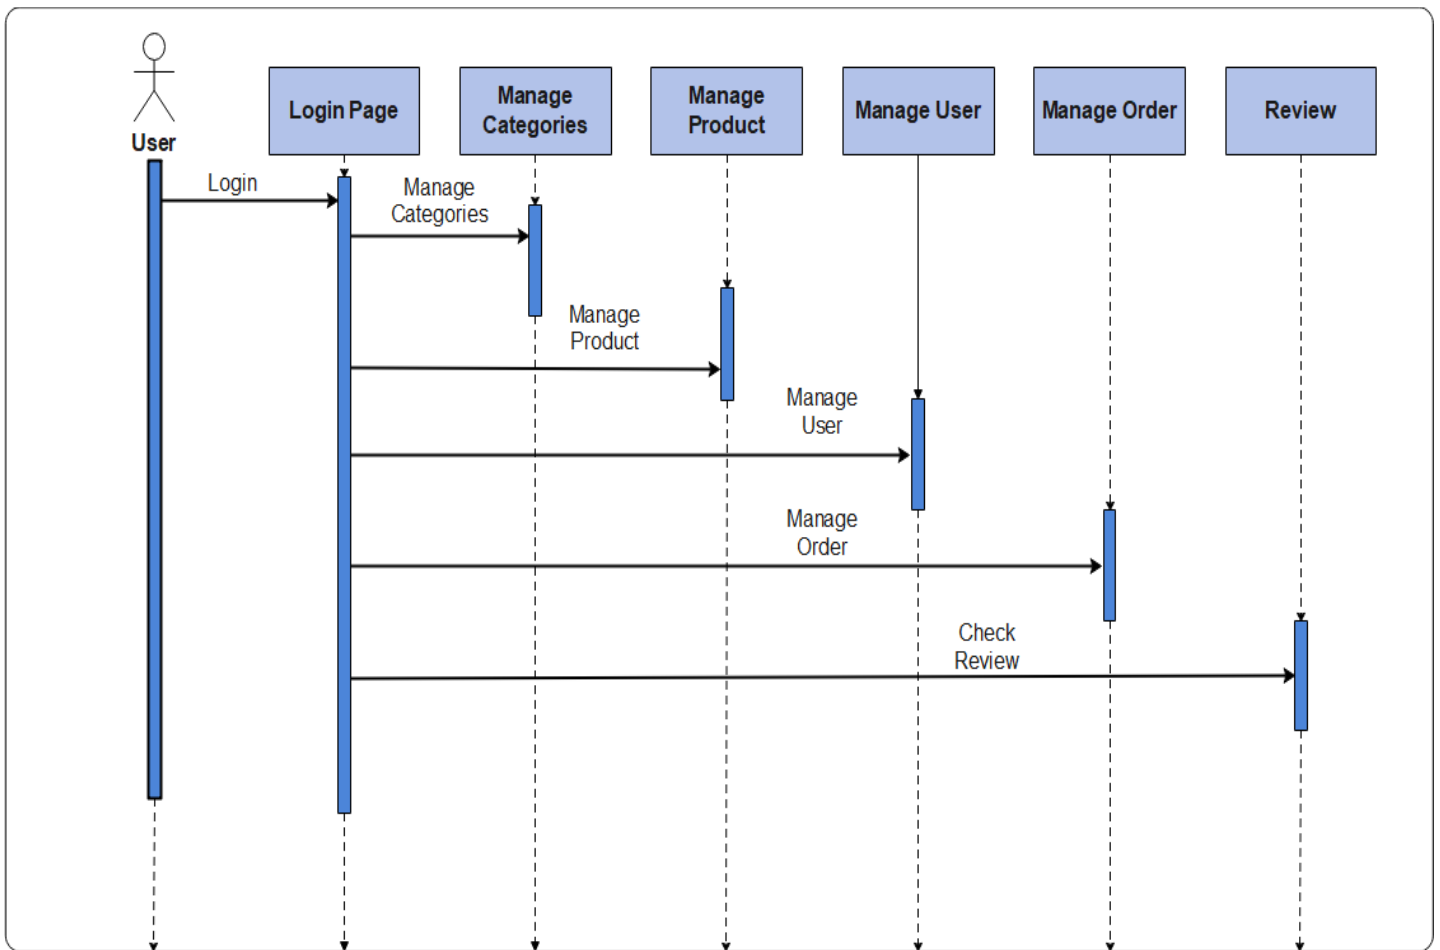 User
Login Page
Manage
Categories
Manage
Product
Manage User
Manage Order
Review
Login
Manage
Categories
Manage
Product
Manage
User
Manage
Order
Check
Review